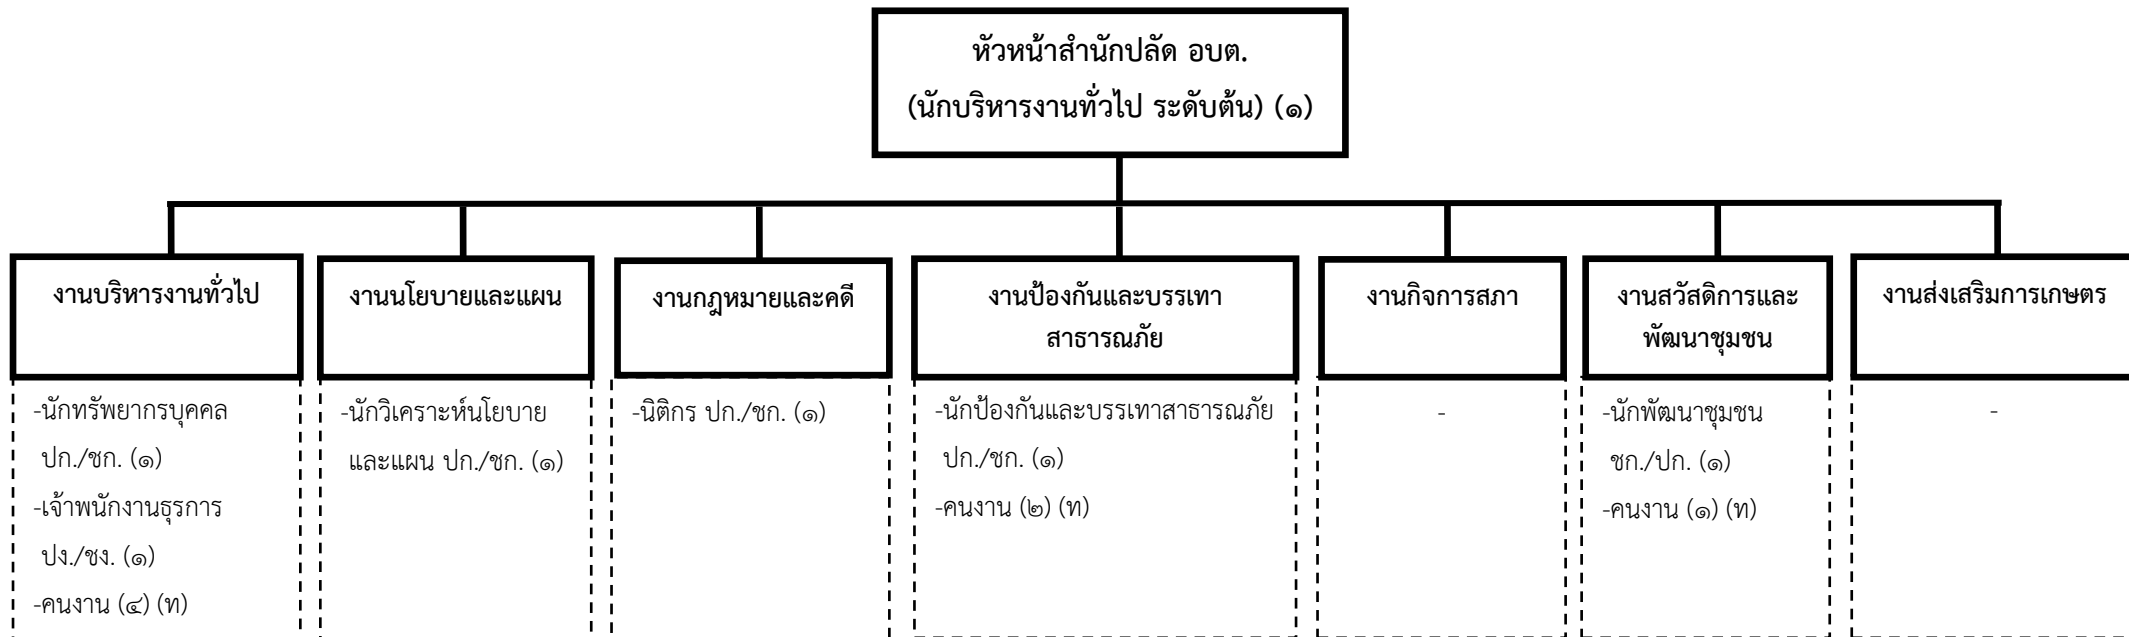 หัวหน้าสำนักปลัด อบต.
(นักบริหารงานทั่วไป ระดับต้น) (๑)
งานบริหารงานทั่วไป
-นักทรัพยากรบุคคล
ปก./ชก. (๑)
-เจ้าพนักงานธุรการ
ปง./ชง. (๑)
-คนงาน (๔) (ท)
งานนโยบายและแผน
-นักวิเคราะห์นโยบาย
และแผน ปก./ชก. (๑)
งานกฎหมายและคดี
-นิติกร ปก./ชก. (๑)
งานป้องกันและบรรเทา
สาธารณภัย
-นักป้องกันและบรรเทาสาธารณภัย
ปก./ชก. (๑)
-คนงาน (๒) (ท)
งานกิจการสภา
-
งานสวัสดิการและ
พัฒนาชุมชน
-นักพัฒนาชุมชน
ชก./ปก. (๑)
-คนงาน (๑) (ท)
งานส่งเสริมการเกษตร
-